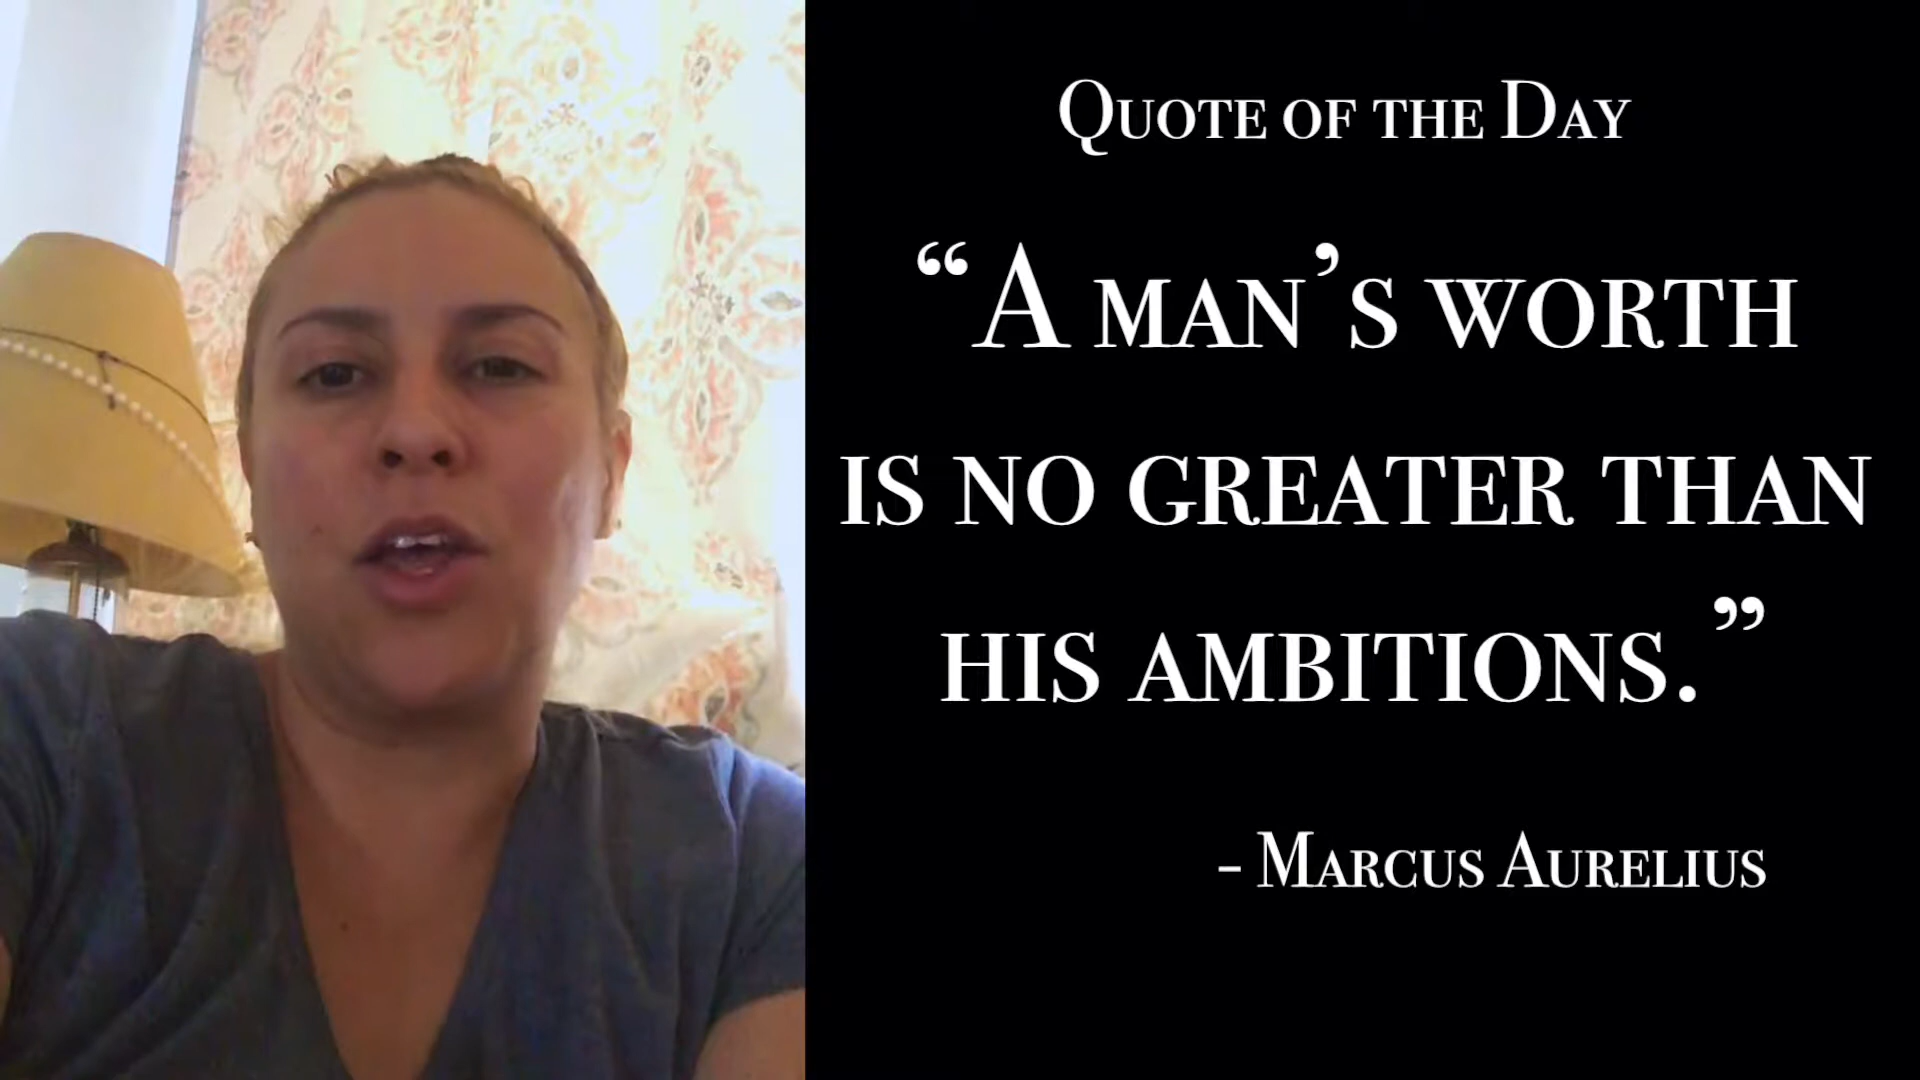 Quote of the Day
“A man’s worth
is no greater than
his ambitions.”
- Marcus Aurelius